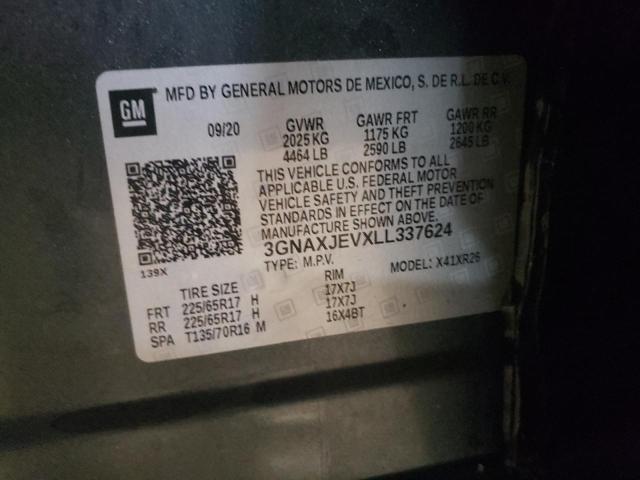 GM
MFD BY GENERAL MOTORS DE MEXICO, S. DE R.L. DE C.V.
09/20 GVWR GAWR FRT GAWR RR
2025 KG 1175 KG 1200 KG
4464 LB 2590 LB 2645 LB
THIS VEHICLE CONFORMS TO ALL
APPLICABLE U.S. FEDERAL MOTOR
VEHICLE SAFETY AND THEFT PREVENTION
STANDARDS IN EFFECT ON THE DATE OF
MANUFACTURE SHOWN ABOVE.
3GNAXJEVXLL337624
139X TYPE: M.P.V. MODEL: X41XR26
TIRE SIZE RIM
FRT 225/65R17 H 17X7J
RR 225/65R17 H 17X7J
SPA T135/70R16 M 16X4BT